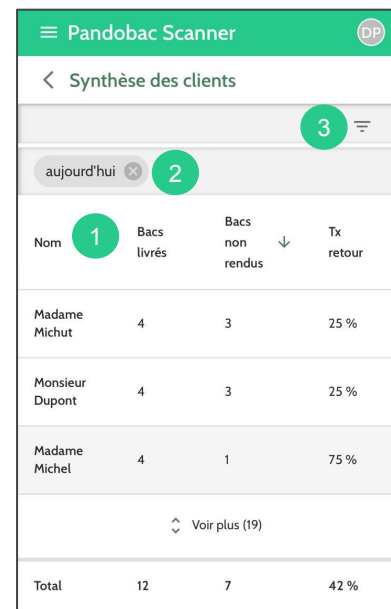 Pandobac Scanner DP
Synthèse des clients
3
aujourd'hui 2
Nom 1 Bacs livrés Bacs non rendus Tx retour
Madame Michut 4 3 25 %
Monsieur Dupont 4 3 25 %
Madame Michel 4 1 75 %
Voir plus (19)
Total 12 7 42 %